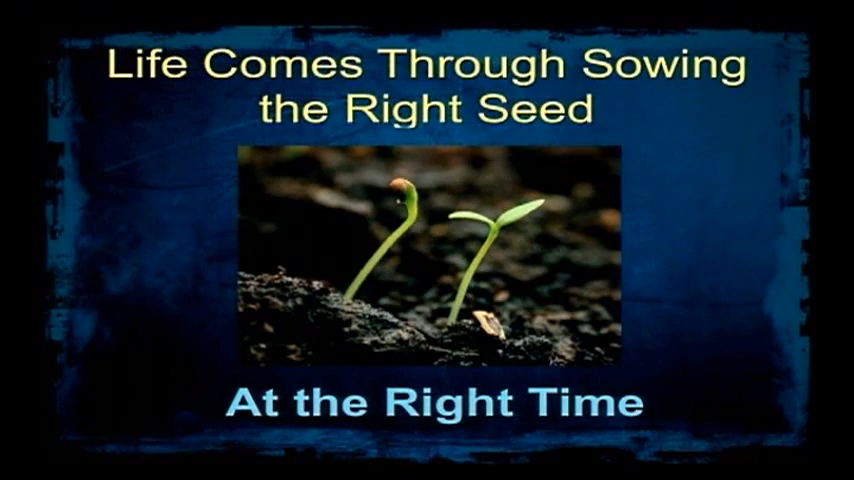 Life Comes Through Sowing
the Right Seed
At the Right Time